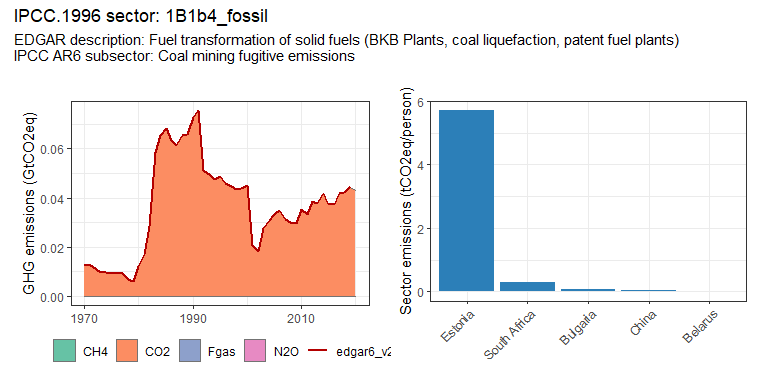 IPCC.1996 sector: 1B1b4_fossil
EDGAR description: Fuel transformation of solid fuels (BKB Plants, coal liquefaction, patent fuel plants)
IPCC AR6 subsector: Coal mining fugitive emissions
GHG emissions (GtCO2eq)
0.06
0.04
0.02
0.00
1970
1990
2010
CH4
CO2
Fgas
N2O
edgar6_v2
Sector emissions (tCO2eq/person)
6
4
2
0
Estonia
South Africa
Bulgaria
China
Belarus